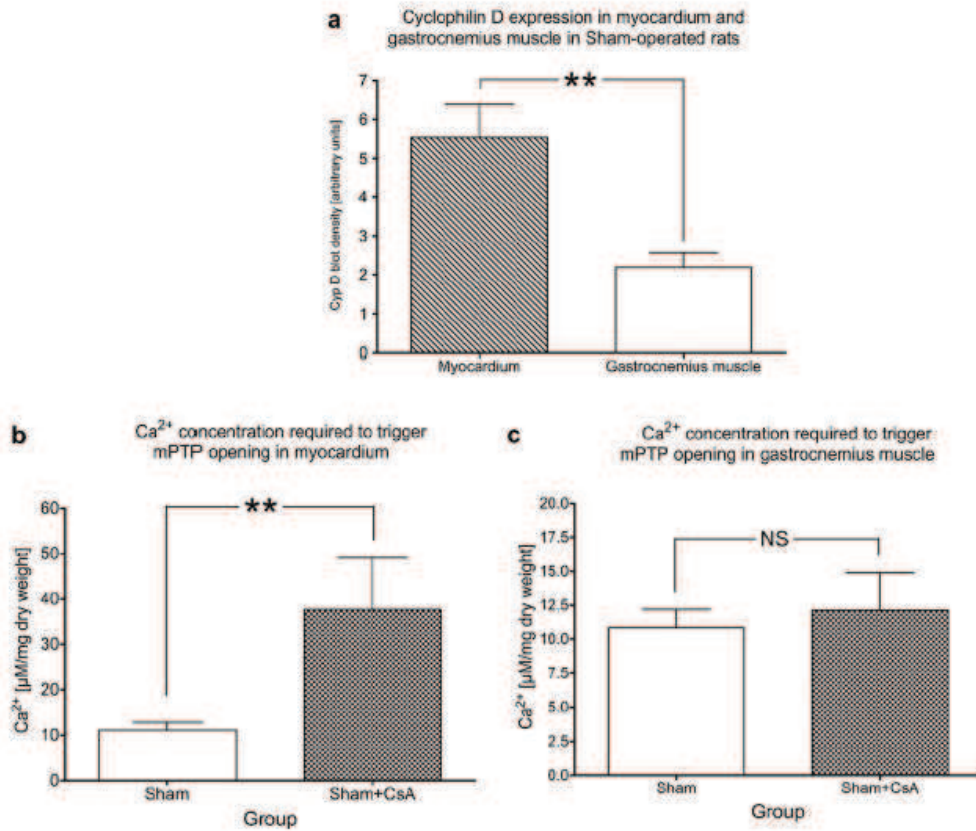 a
Cyclophilin D expression in myocardium and
gastrocnemius muscle in Sham-operated rats
Cyp D blot density [arbitrary units]
7
6
5
4
3
2
1
0
**
Myocardium
Gastrocnemius muscle
b
Ca²⁺ concentration required to trigger
mPTP opening in myocardium
Ca²⁺ [µM/mg dry weight]
60
50
40
30
20
10
0
**
Sham
Sham+CsA
Group
c
Ca²⁺ concentration required to trigger
mPTP opening in gastrocnemius muscle
Ca²⁺ [µM/mg dry weight]
20.0
17.5
15.0
12.5
10.0
7.5
5.0
2.5
0.0
NS
Sham
Sham+CsA
Group